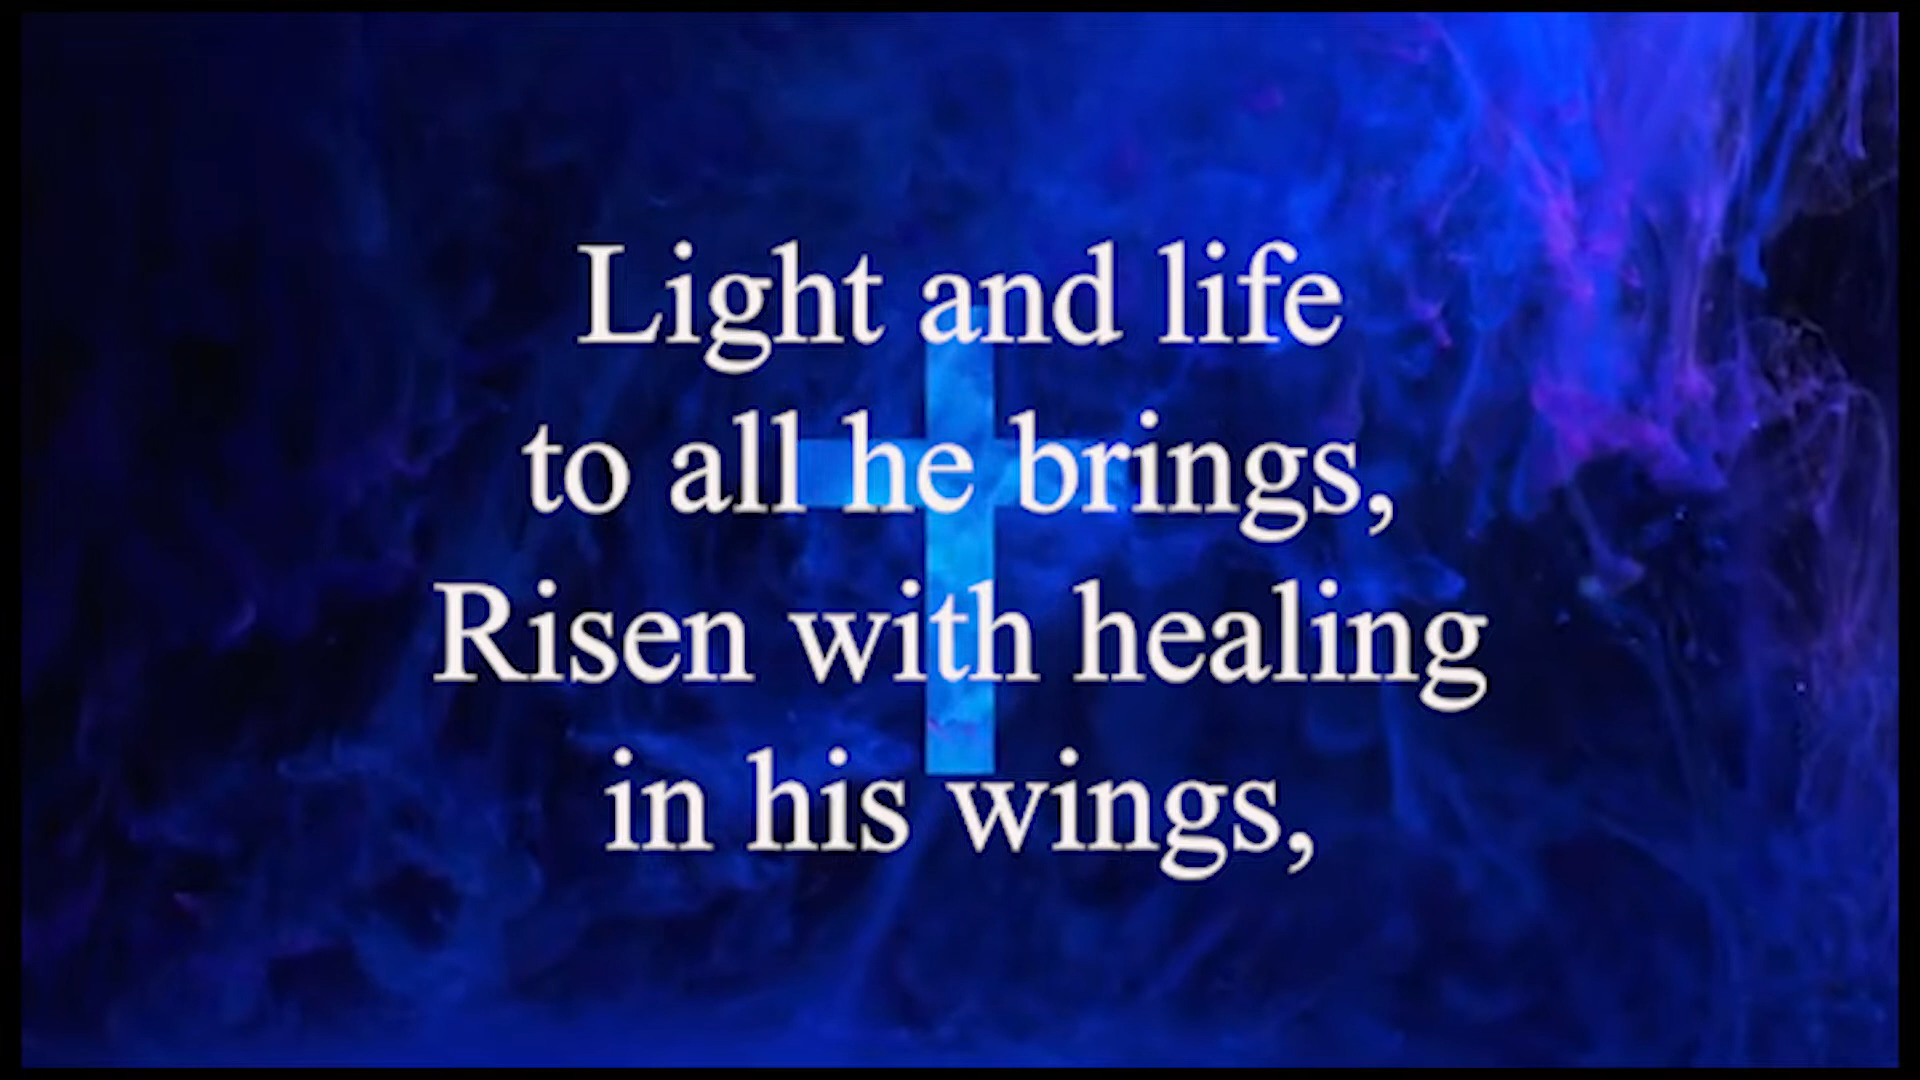 Light and life
to all he brings,
Risen with healing
in his wings,